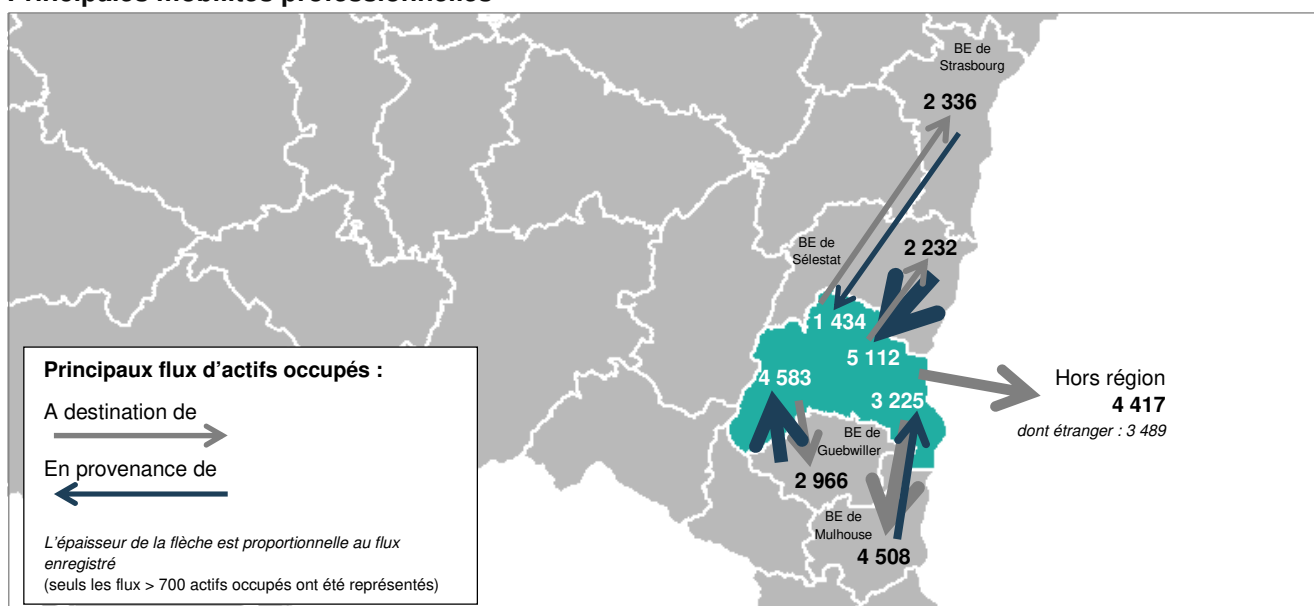 Principales mobilités professionnelles
BE de
Strasbourg
2 336
BE de
Sélestat
2 232
1 434
5 112
4 583
3 225
Hors région
4 417
dont étranger : 3 489
BE de
Guebwiller
2 966
BE de
Mulhouse
4 508
Principaux flux d'actifs occupés :
A destination de
En provenance de
L'épaisseur de la flèche est proportionnelle au flux
enregistré
(seuls les flux > 700 actifs occupés ont été représentés)